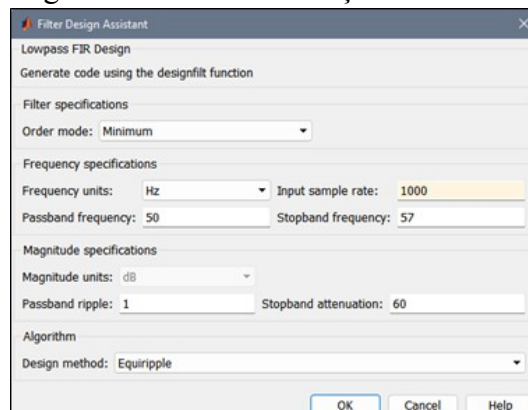 Filter Design Assistant
Lowpass FIR Design
Generate code using the designfilt function
Filter specifications
Order mode: Minimum
Frequency specifications
Frequency units: Hz Input sample rate: 1000
Passband frequency: 50 Stopband frequency: 57
Magnitude specifications
Magnitude units: dB
Passband ripple: 1 Stopband attenuation: 60
Algorithm
Design method: Equiripple
OK Cancel Help